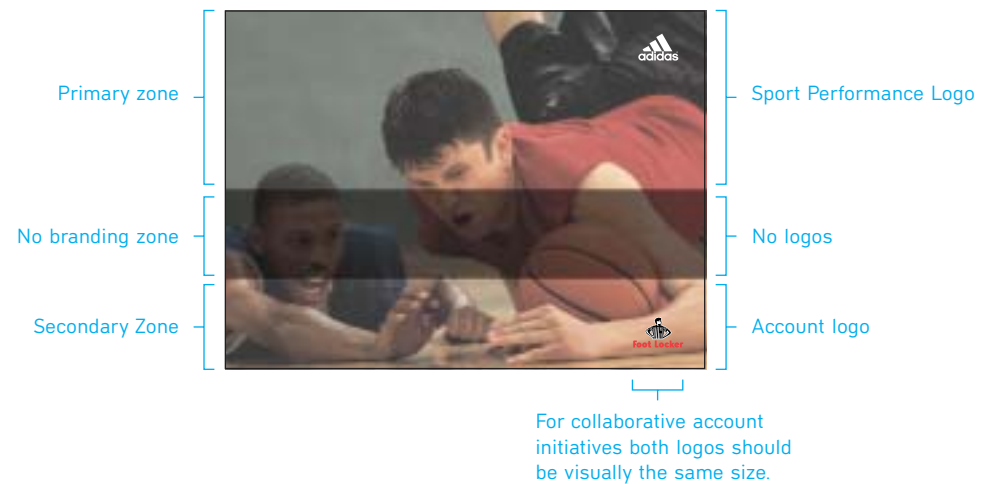 Primary zone
adidas
Sport Performance Logo
No branding zone
No logos
Secondary Zone
Foot Locker
Account logo
For collaborative account
initiatives both logos should
be visually the same size.